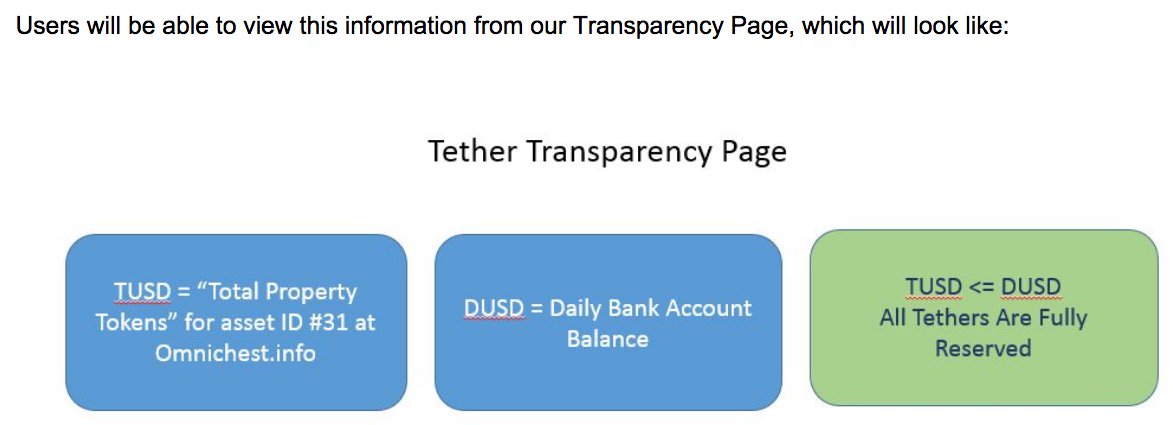 Users will be able to view this information from our Transparency Page, which will look like:
Tether Transparency Page
TUSD = “Total Property
Tokens” for asset ID #31 at
Omnichest.info
DUSD = Daily Bank Account
Balance
TUSD <= DUSD
All Tethers Are Fully
Reserved